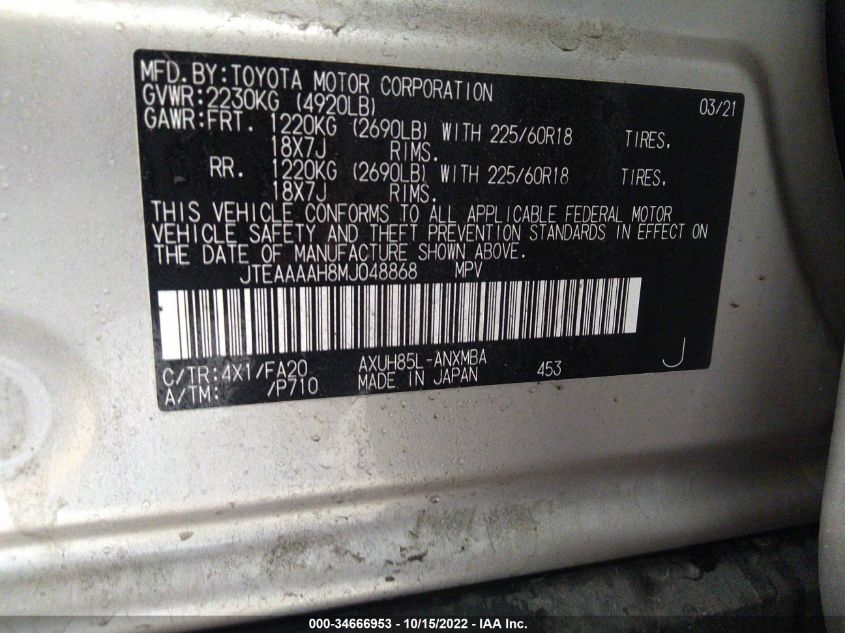 MFD.BY:TOYOTA MOTOR CORPORATION 03/21
GVWR:2230KG (4920LB)
GAWR:FRT. 1220KG (2690LB) WITH 225/60R18 TIRES,
18X7J RIMS.
RR. 1220KG (2690LB) WITH 225/60R18 TIRES,
18X7J RIMS.
THIS VEHICLE CONFORMS TO ALL APPLICABLE FEDERAL MOTOR
VEHICLE SAFETY AND THEFT PREVENTION STANDARDS IN EFFECT ON
THE DATE OF MANUFACTURE SHOWN ABOVE.
JTEAAAAH8MJ048868 MPV
C/TR:4X1/FA20 AXUH85L-ANXMBA 453 J
A/TM: /P710 MADE IN JAPAN
000-34666953 - 10/15/2022 - IAA Inc.